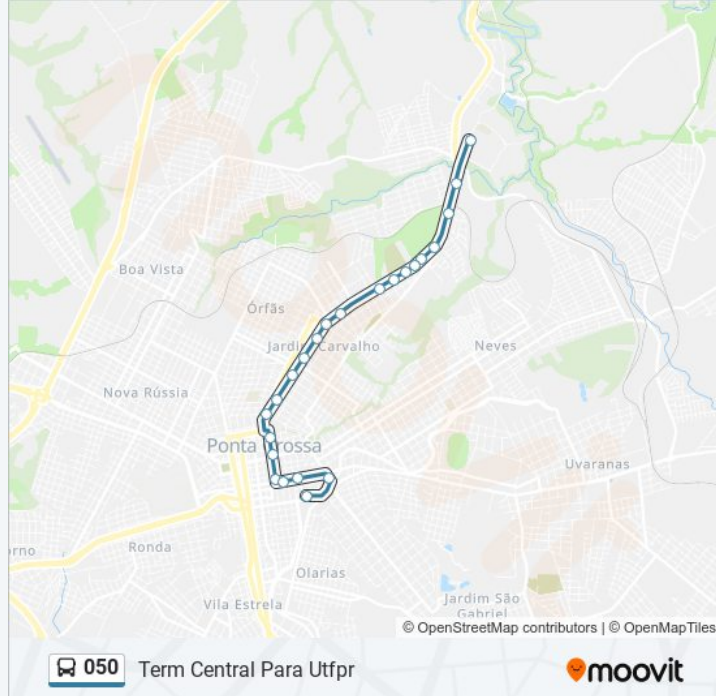 Boa Vista
Órfãs
Jardim Carvalho
Neves
Nova Rússia
Ponta Grossa
Uvaranas
orno
Ronda
Olarias
Vila Estrela
Jardim São
Gabriel
© OpenStreetMap contributors | © OpenMapTiles
050 Term Central Para Utfpr
moovit